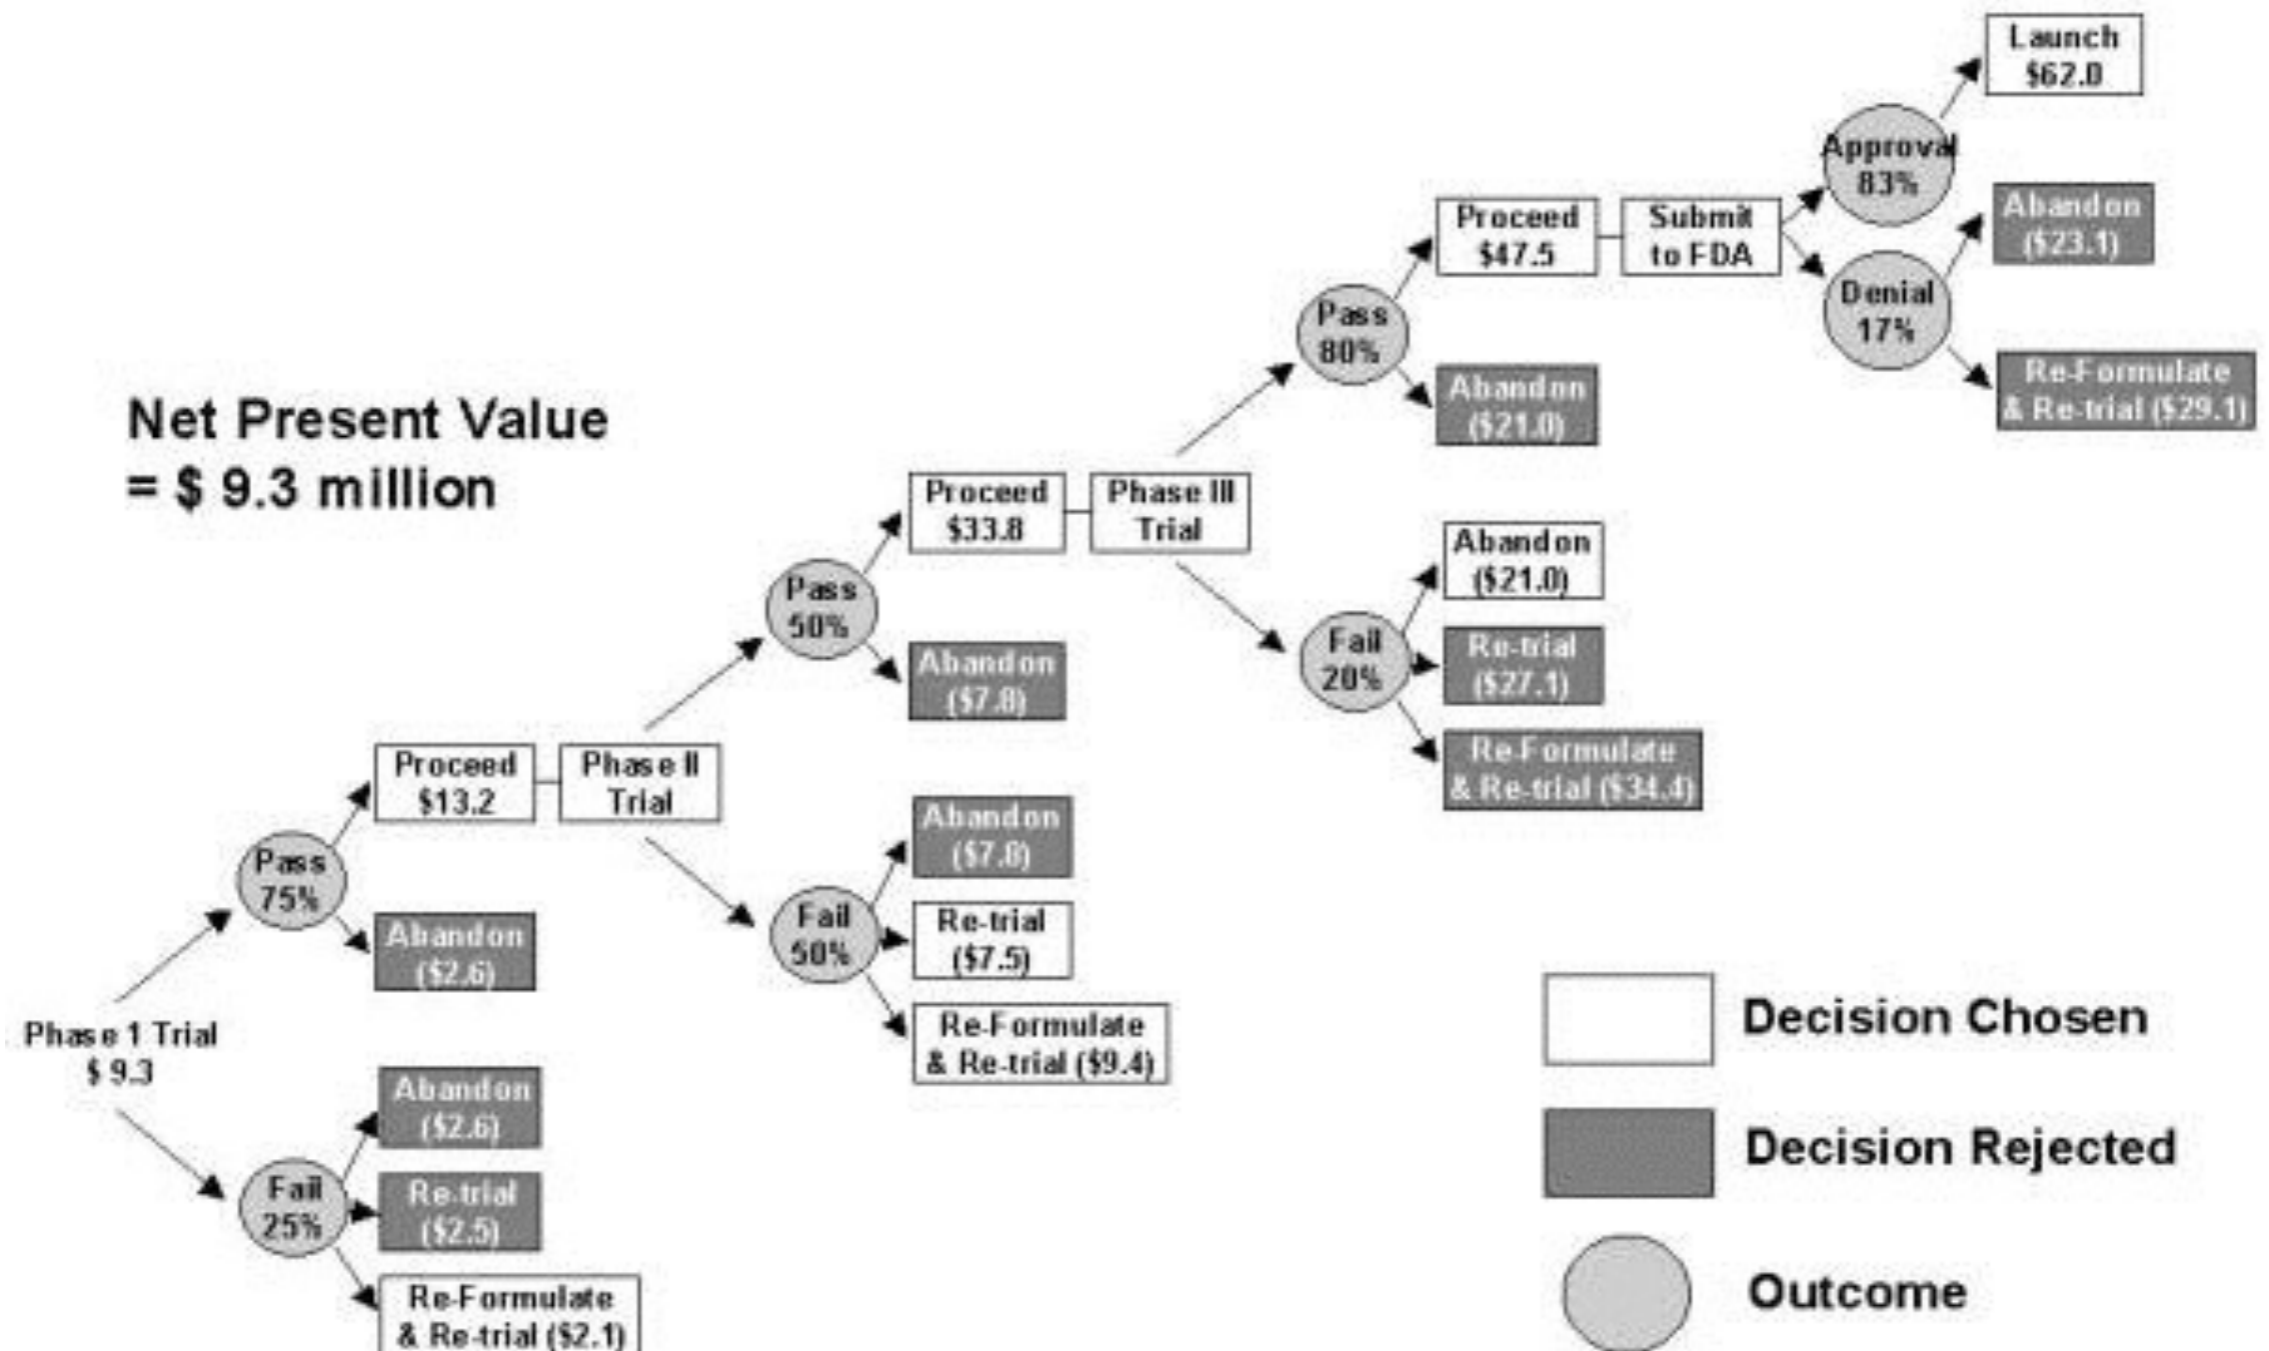 Net Present Value
= $ 9.3 million
Phase 1 Trial
$ 9.3
Pass
75%
Proceed
$13.2
Abandon
($2.6)
Fail
25%
Abandon
($2.6)
Re-trial
($2.5)
Re-Formulate
& Re-trial ($2.1)
Phase II
Trial
Pass
50%
Proceed
$33.8
Abandon
($7.8)
Fail
50%
Abandon
($7.8)
Re-trial
($7.5)
Re-Formulate
& Re-trial ($9.4)
Phase III
Trial
Pass
80%
Proceed
$47.5
Abandon
($21.0)
Fail
20%
Abandon
($21.0)
Re-trial
($27.1)
Re-Formulate
& Re-trial ($34.4)
Submit
to FDA
Approval
83%
Launch
$62.0
Denial
17%
Abandon
($23.1)
Re-Formulate
& Re-trial ($29.1)
Decision Chosen
Decision Rejected
Outcome